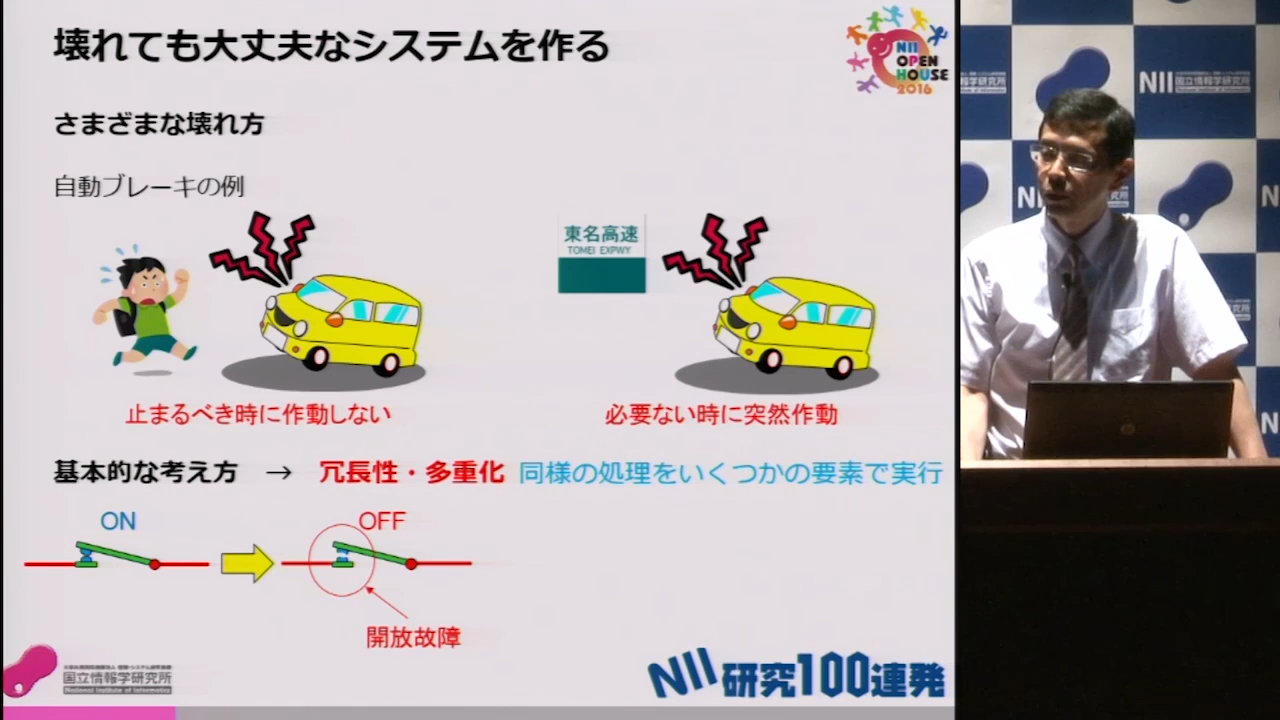 壊れても大丈夫なシステムを作る
NII
OPEN
HOUSE
2016
さまざまな壊れ方
自動ブレーキの例
東名高速
TOMEI EXPWY
止まるべき時に作動しない
必要ない時に突然作動
基本的な考え方 → 冗長性・多重化 同様の処理をいくつかの要素で実行
ON
OFF
開放故障
国立情報学研究所
National Institute of Informatics
NII 研究100連発
NII 国立情報学研究所